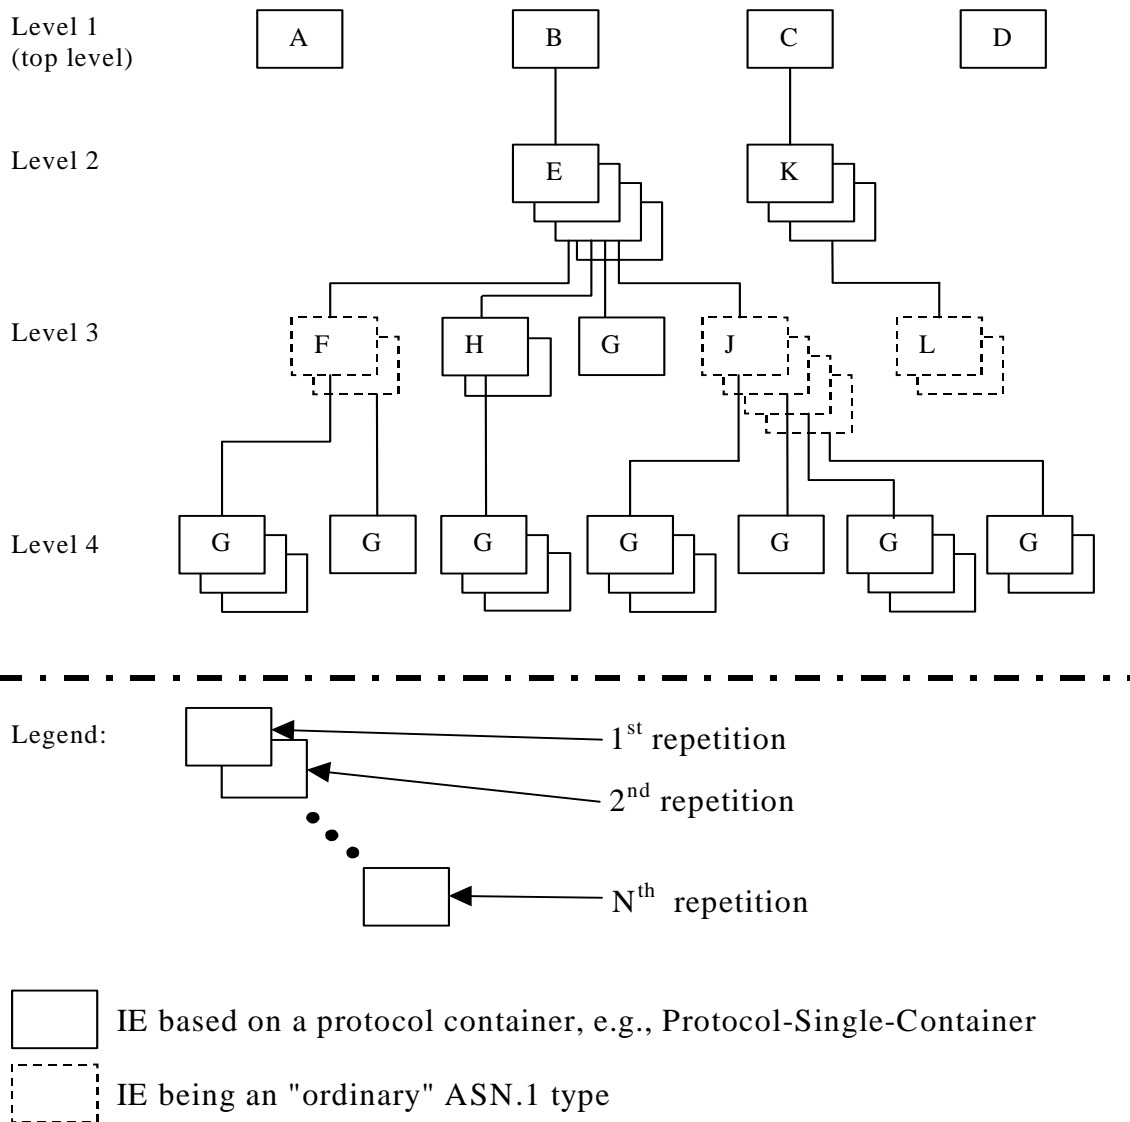 Level 1
(top level)
A B C D
Level 2
E K
Level 3
F H G J L
Level 4
G G G G G G G
Legend:
1st repetition
2nd repetition
Nth repetition
IE based on a protocol container, e.g., Protocol-Single-Container
IE being an "ordinary" ASN.1 type